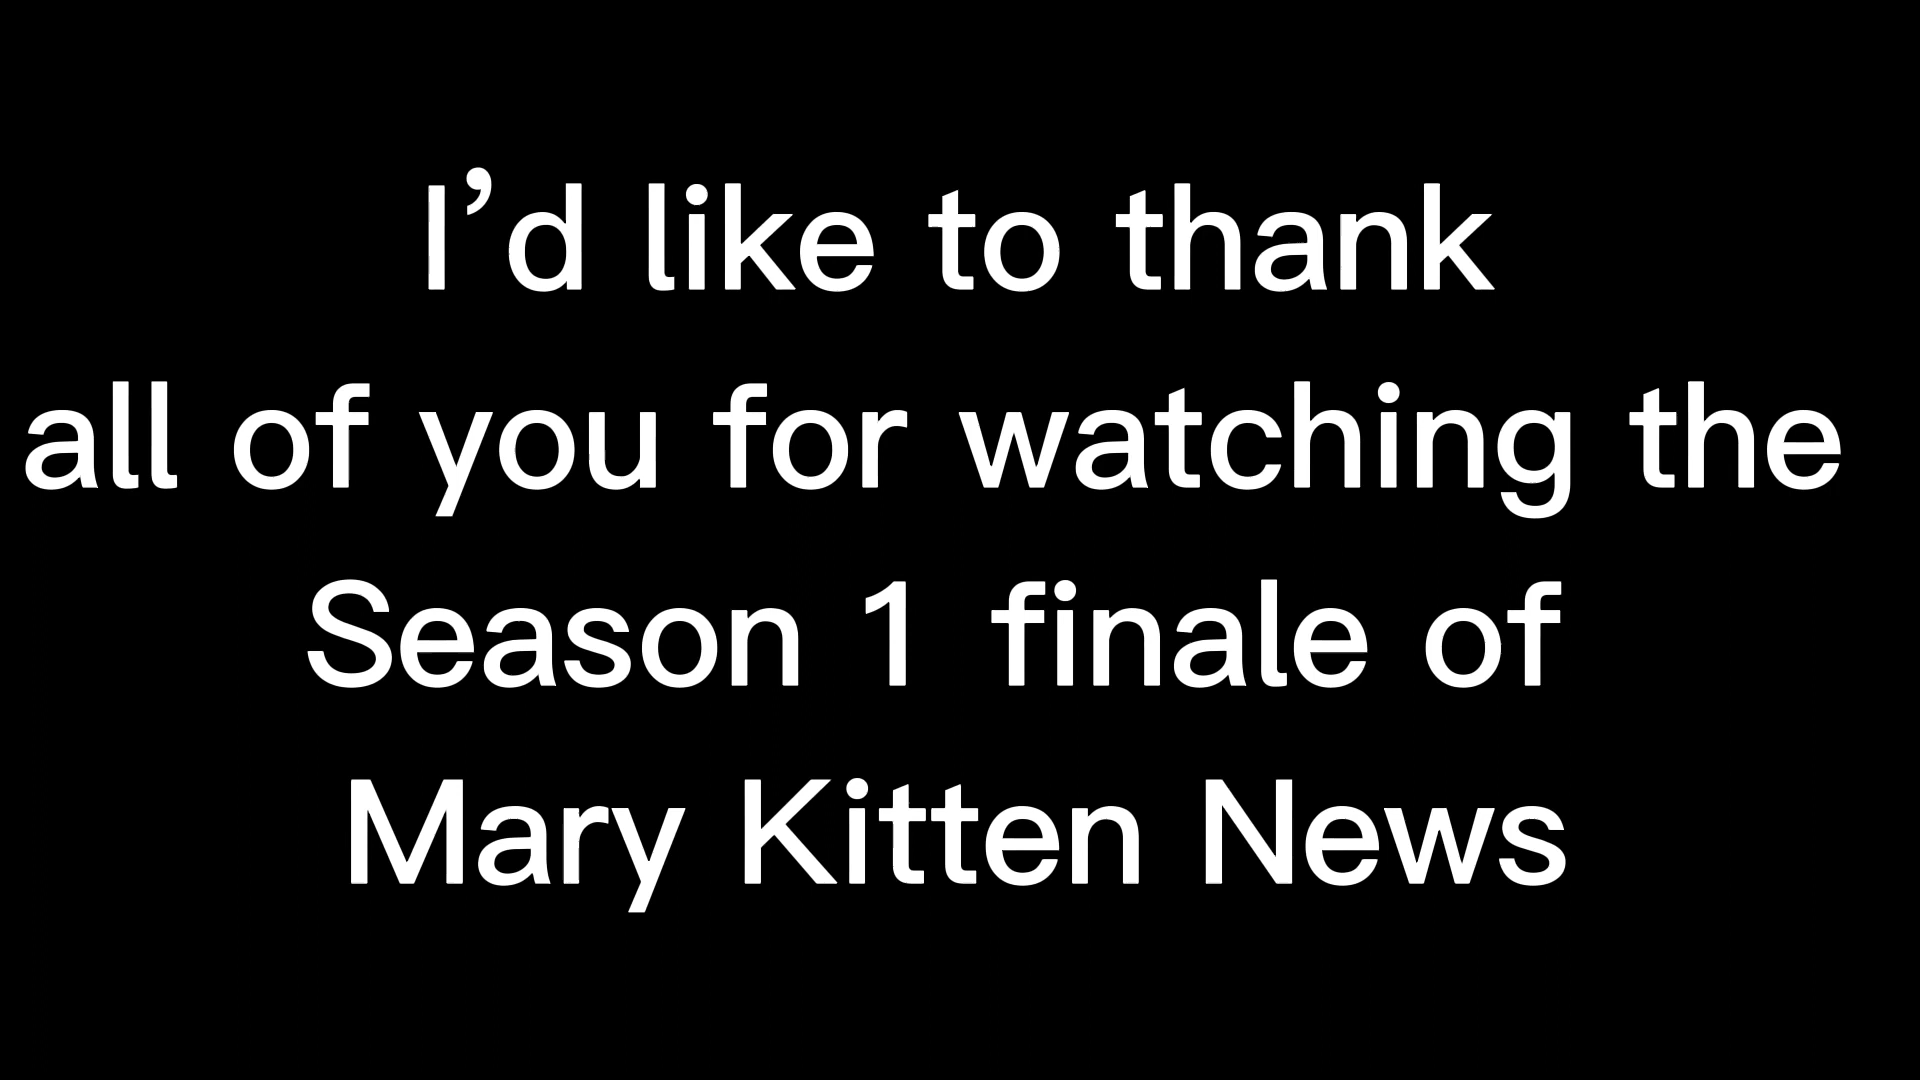 I’d like to thank
all of you for watching the
Season 1 finale of
Mary Kitten News